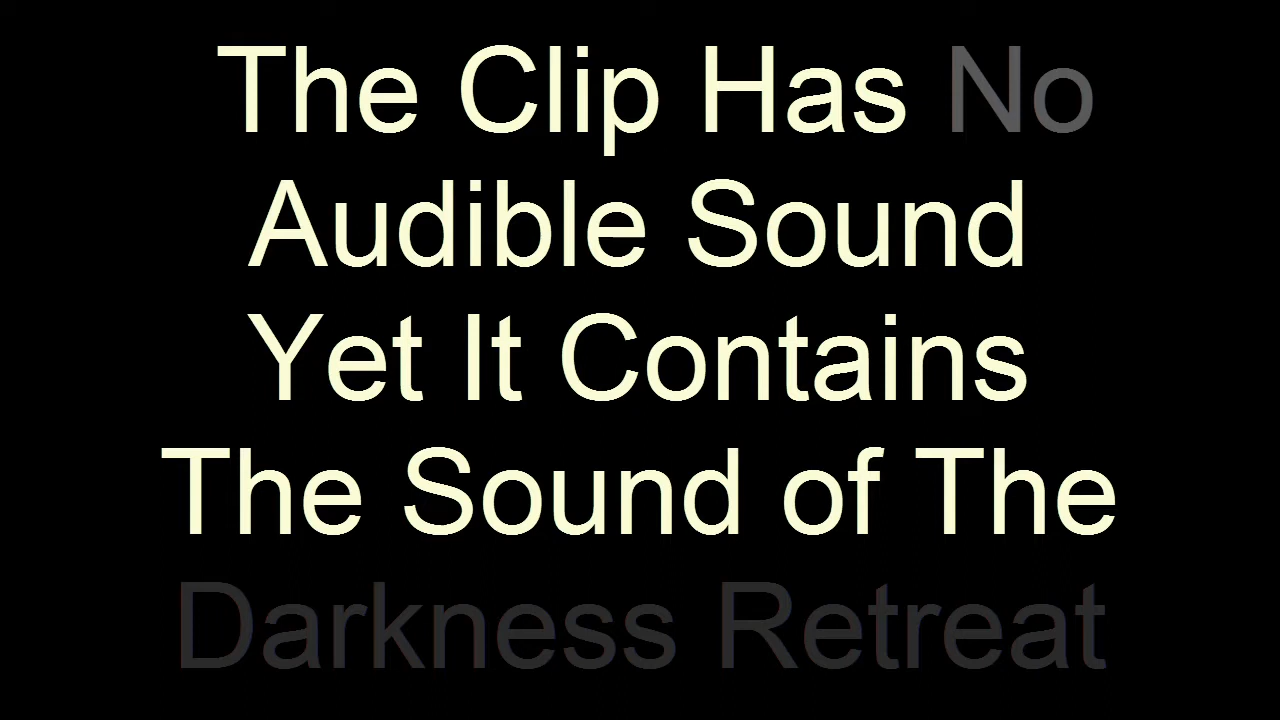 The Clip Has No
Audible Sound
Yet It Contains
The Sound of The
Darkness Retreat